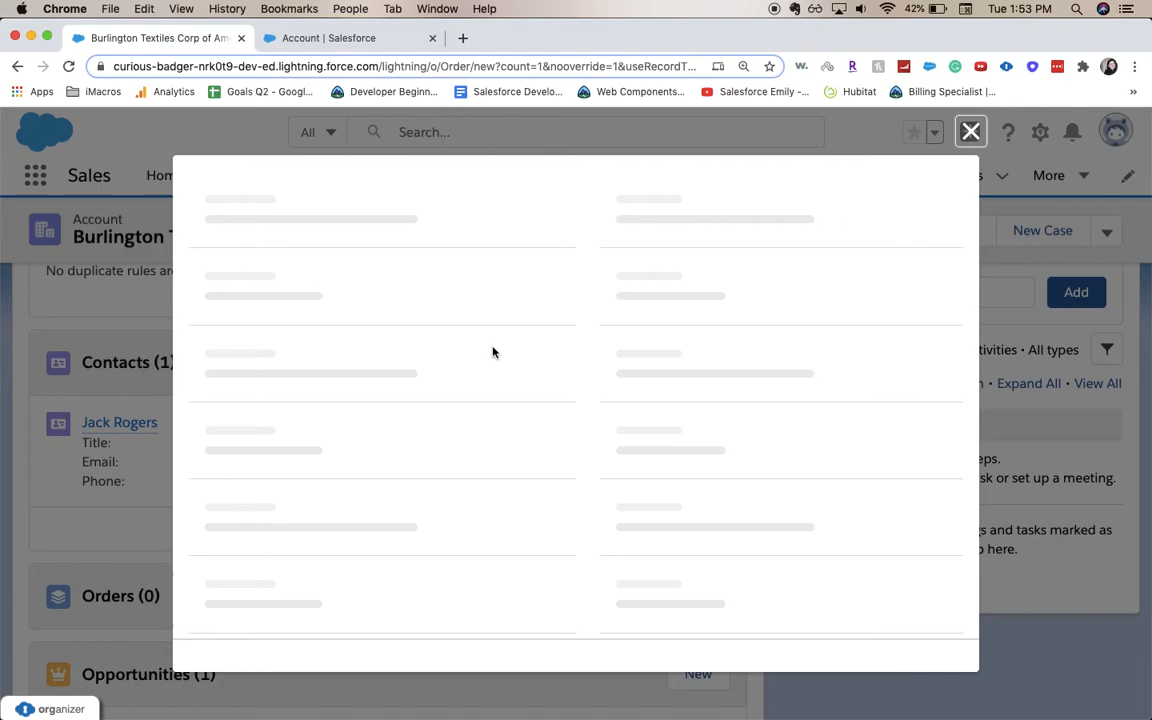 Chrome File Edit View History Bookmarks People Tab Window Help 42% Tue 1:53 PM
Burlington Textiles Corp of Am Account | Salesforce
curious-badger-nrk0t9-dev-ed.lightning.force.com/lightning/o/Order/new?count=1&nooverride=1&useRecordT...
Apps iMacros Analytics Goals Q2 - Googl... Developer Beginn... Salesforce Develo... Web Components... Salesforce Emily -... Hubitat Billing Specialist |... »
All Search...
Sales Hom s More
Account
Burlington T New Case
No duplicate rules are Add
Contacts (1) tivities • All types
n • Expand All • View All
Jack Rogers
Title: eps.
Email: sk or set up a meeting.
Phone:
gs and tasks marked as
o here.
Orders (0)
Opportunities (1) New
organizer